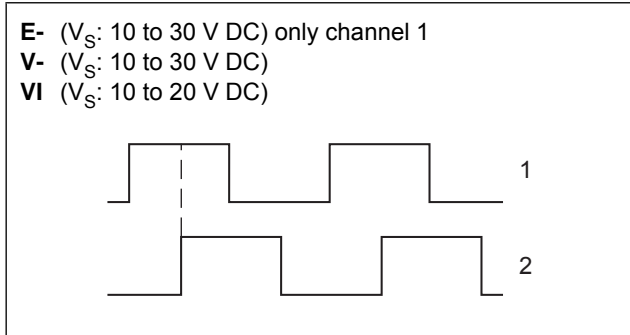 E- (VS: 10 to 30 V DC) only channel 1
V- (VS: 10 to 30 V DC)
VI (VS: 10 to 20 V DC)
1
2